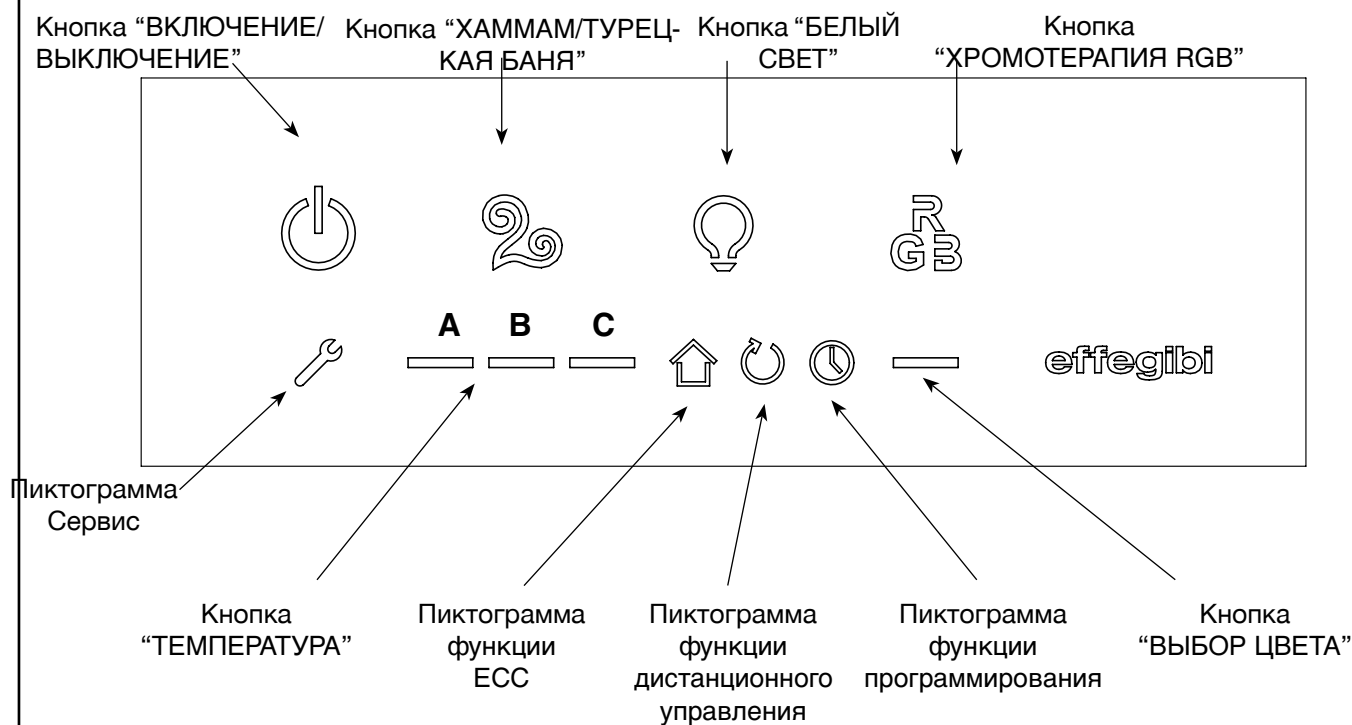 Кнопка “ВКЛЮЧЕНИЕ/
ВЫКЛЮЧЕНИЕ”
Кнопка “ХАММАМ/ТУРЕЦ-
КАЯ БАНЯ”
Кнопка “БЕЛЫЙ
СВЕТ”
Кнопка
“ХРОМОТЕРАПИЯ RGB”
R
GB
A B C
effegibi
Пиктограмма
Сервис
Кнопка
“ТЕМПЕРАТУРА”
Пиктограмма
функции
ECC
Пиктограмма
функции
дистанционного
управления
Пиктограмма
функции
программирования
Кнопка
“ВЫБОР ЦВЕТА”